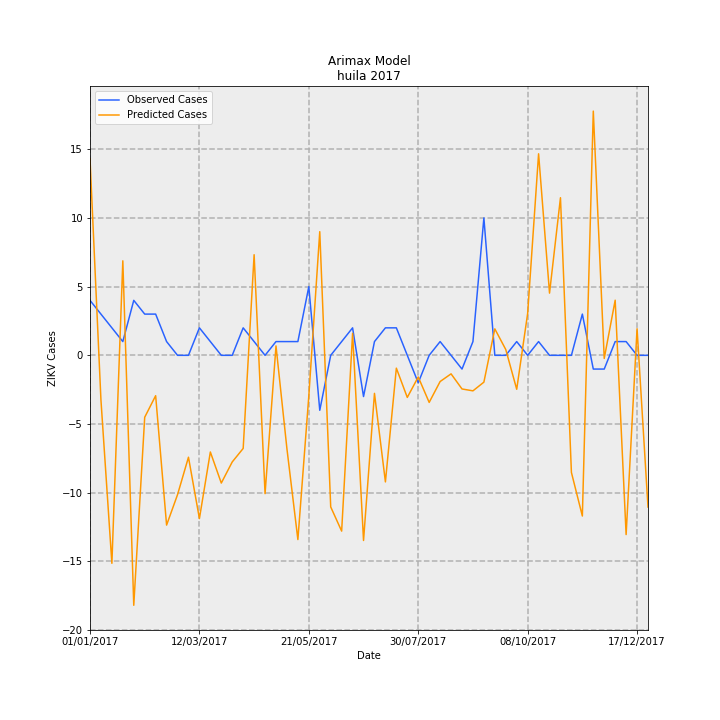 Arimax Model
huila 2017
Observed Cases
Predicted Cases
ZIKV Cases
15
10
5
0
−5
−10
−15
−20
01/01/2017 12/03/2017 21/05/2017 30/07/2017 08/10/2017 17/12/2017
Date